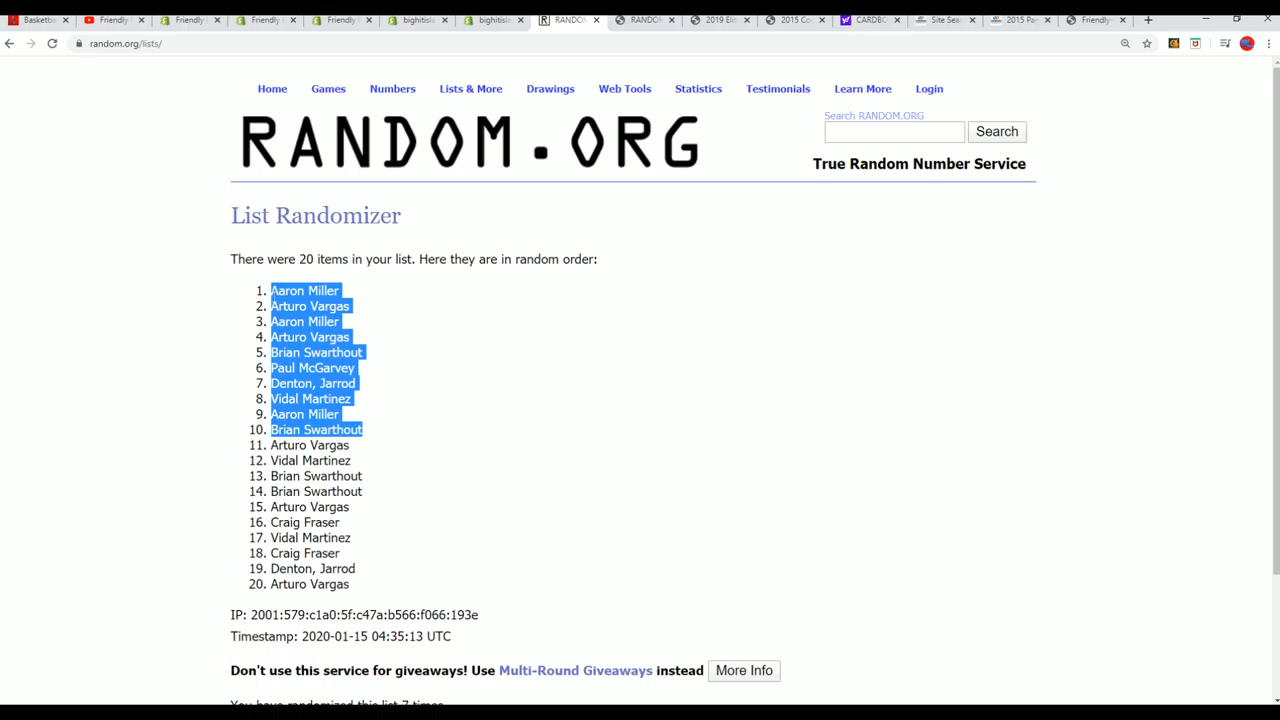 Basketba
Friendly
Friendly
Friendly
Friendly
bighitisla
bighitisla
RANDOM
RANDOM
2019 Elit
2015 Co
CARDBO
Site Sear
2015 Pan
Friendly-
random.org/lists/
Home Games Numbers Lists & More Drawings Web Tools Statistics Testimonials Learn More Login
RANDOM.ORG
Search RANDOM.ORG
Search
True Random Number Service
List Randomizer
There were 20 items in your list. Here they are in random order:
1. Aaron Miller
2. Arturo Vargas
3. Aaron Miller
4. Arturo Vargas
5. Brian Swarthout
6. Paul McGarvey
7. Denton, Jarrod
8. Vidal Martinez
9. Aaron Miller
10. Brian Swarthout
11. Arturo Vargas
12. Vidal Martinez
13. Brian Swarthout
14. Brian Swarthout
15. Arturo Vargas
16. Craig Fraser
17. Vidal Martinez
18. Craig Fraser
19. Denton, Jarrod
20. Arturo Vargas
IP: 2001:579:c1a0:5f:c47a:b566:f066:193e
Timestamp: 2020-01-15 04:35:13 UTC
Don't use this service for giveaways! Use Multi-Round Giveaways instead More Info
You have randomized this list 7 times